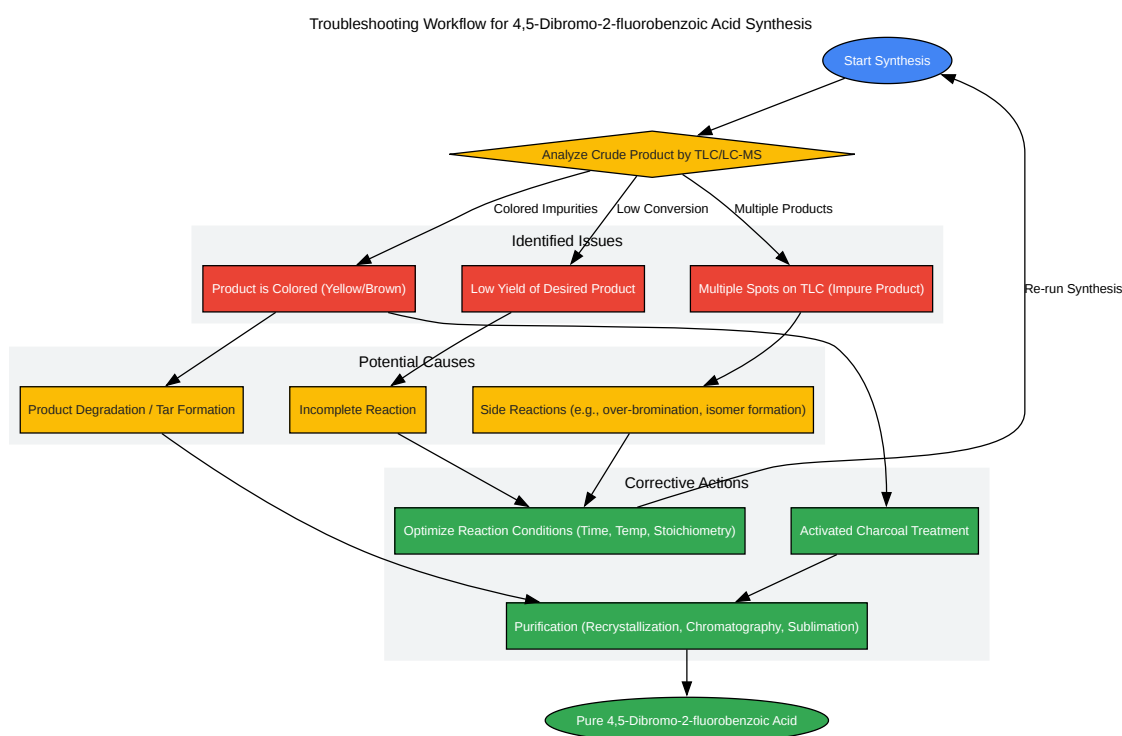 Troubleshooting Workflow for 4,5-Dibromo-2-fluorobenzoic Acid Synthesis
Start Synthesis
Analyze Crude Product by TLC/LC-MS
Colored Impurities
Low Conversion
Multiple Products
Identified Issues
Product is Colored (Yellow/Brown)
Low Yield of Desired Product
Multiple Spots on TLC (Impure Product)
Re-run Synthesis
Potential Causes
Product Degradation / Tar Formation
Incomplete Reaction
Side Reactions (e.g., over-bromination, isomer formation)
Corrective Actions
Optimize Reaction Conditions (Time, Temp, Stoichiometry)
Activated Charcoal Treatment
Purification (Recrystallization, Chromatography, Sublimation)
Pure 4,5-Dibromo-2-fluorobenzoic Acid